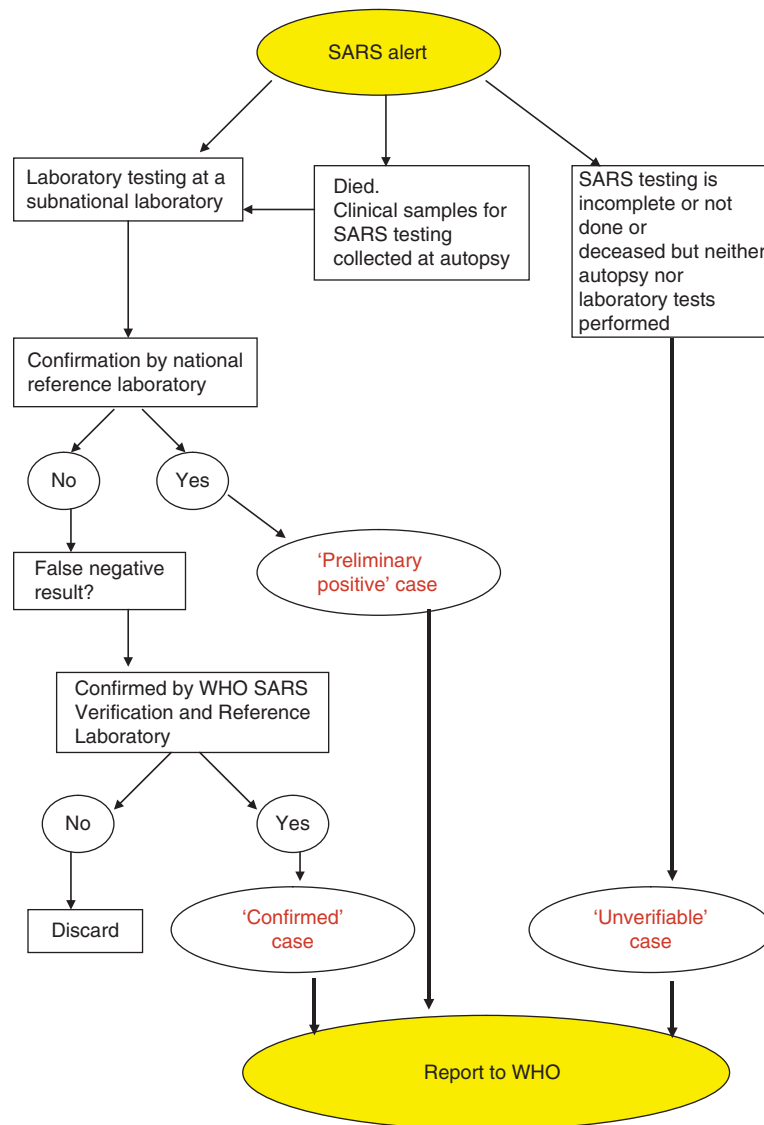 SARS alert
Laboratory testing at a
subnational laboratory
Died.
Clinical samples for
SARS testing
collected at autopsy
SARS testing is
incomplete or not
done or
deceased but neither
autopsy nor
laboratory tests
performed
Confirmation by national
reference laboratory
No
Yes
False negative
result?
‘Preliminary
positive’ case
Confirmed by WHO SARS
Verification and Reference
Laboratory
No
Yes
Discard
‘Confirmed’
case
‘Unverifiable’
case
Report to WHO